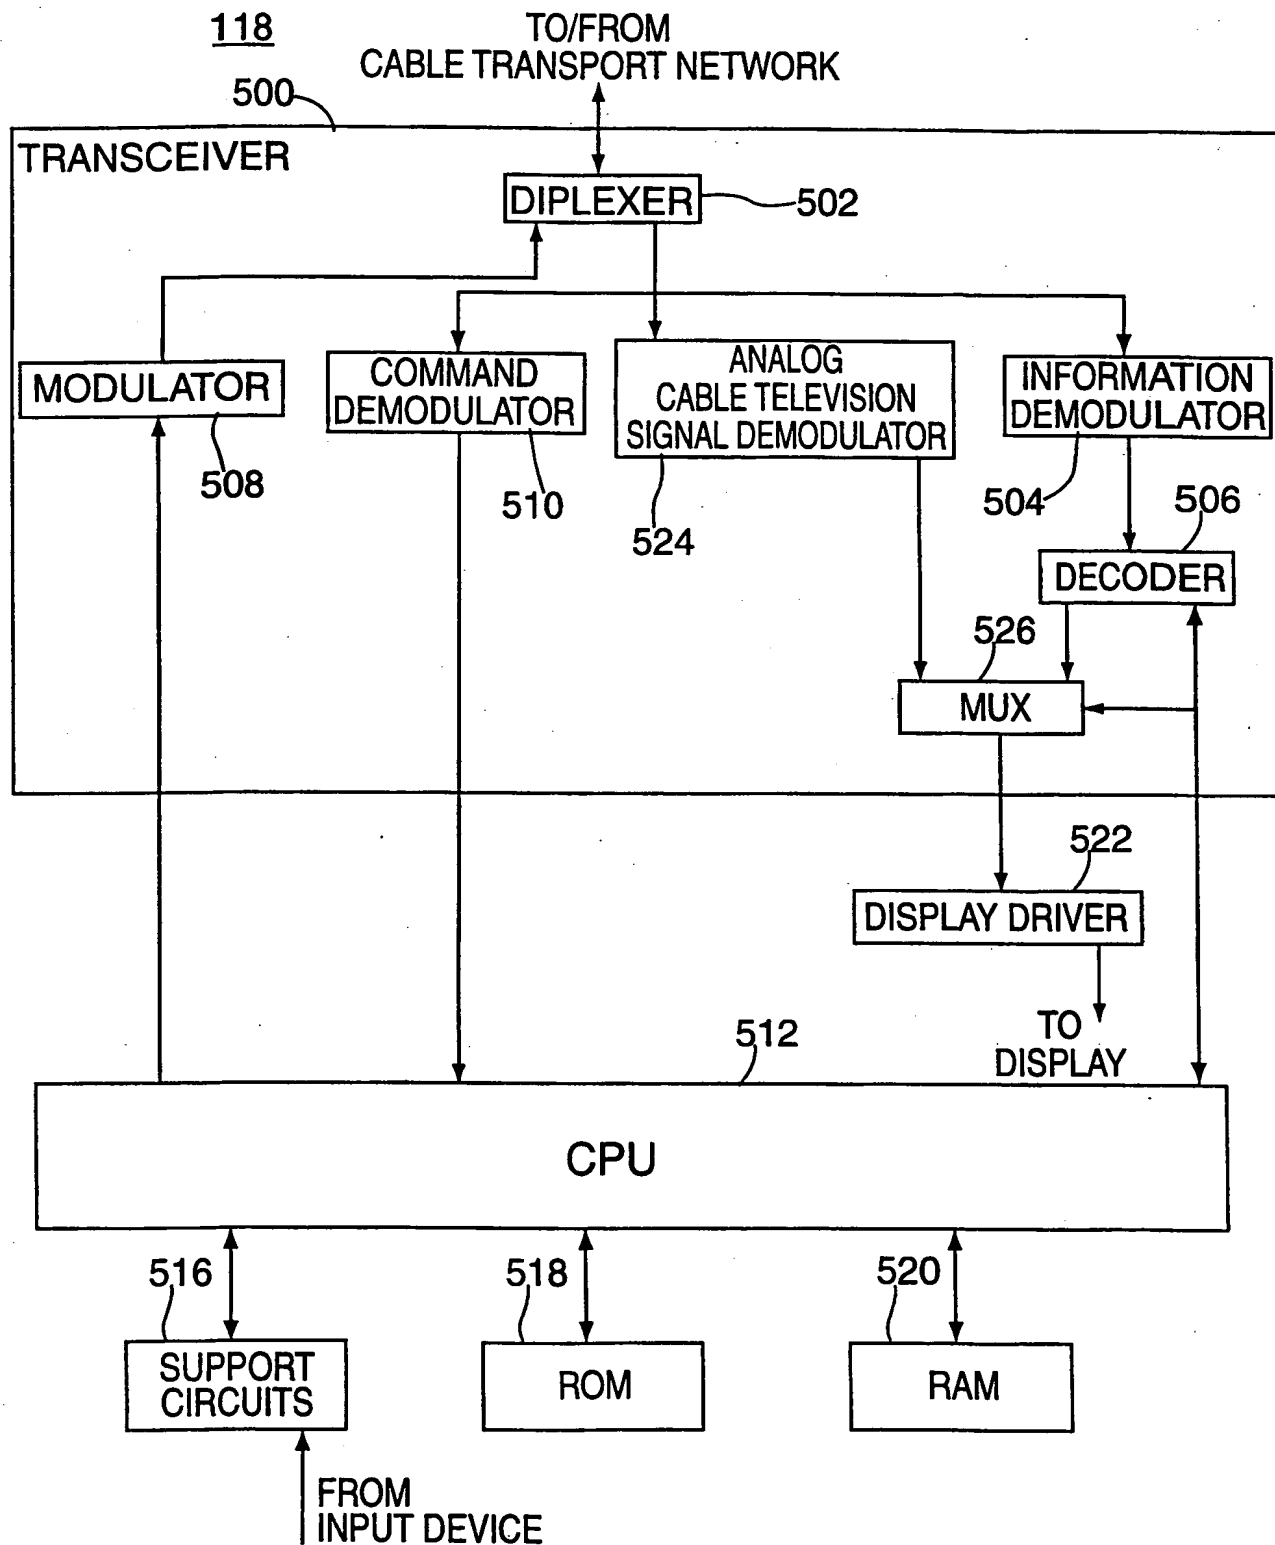 118
TO/FROM
CABLE TRANSPORT NETWORK
500
TRANSCEIVER
DIPLEXER
502
MODULATOR
508
COMMAND
DEMODULATOR
510
ANALOG
CABLE TELEVISION
SIGNAL DEMODULATOR
524
INFORMATION
DEMODULATOR
504
506
DECODER
526
MUX
522
DISPLAY DRIVER
TO
DISPLAY
512
CPU
516
SUPPORT
CIRCUITS
518
ROM
520
RAM
FROM
INPUT DEVICE